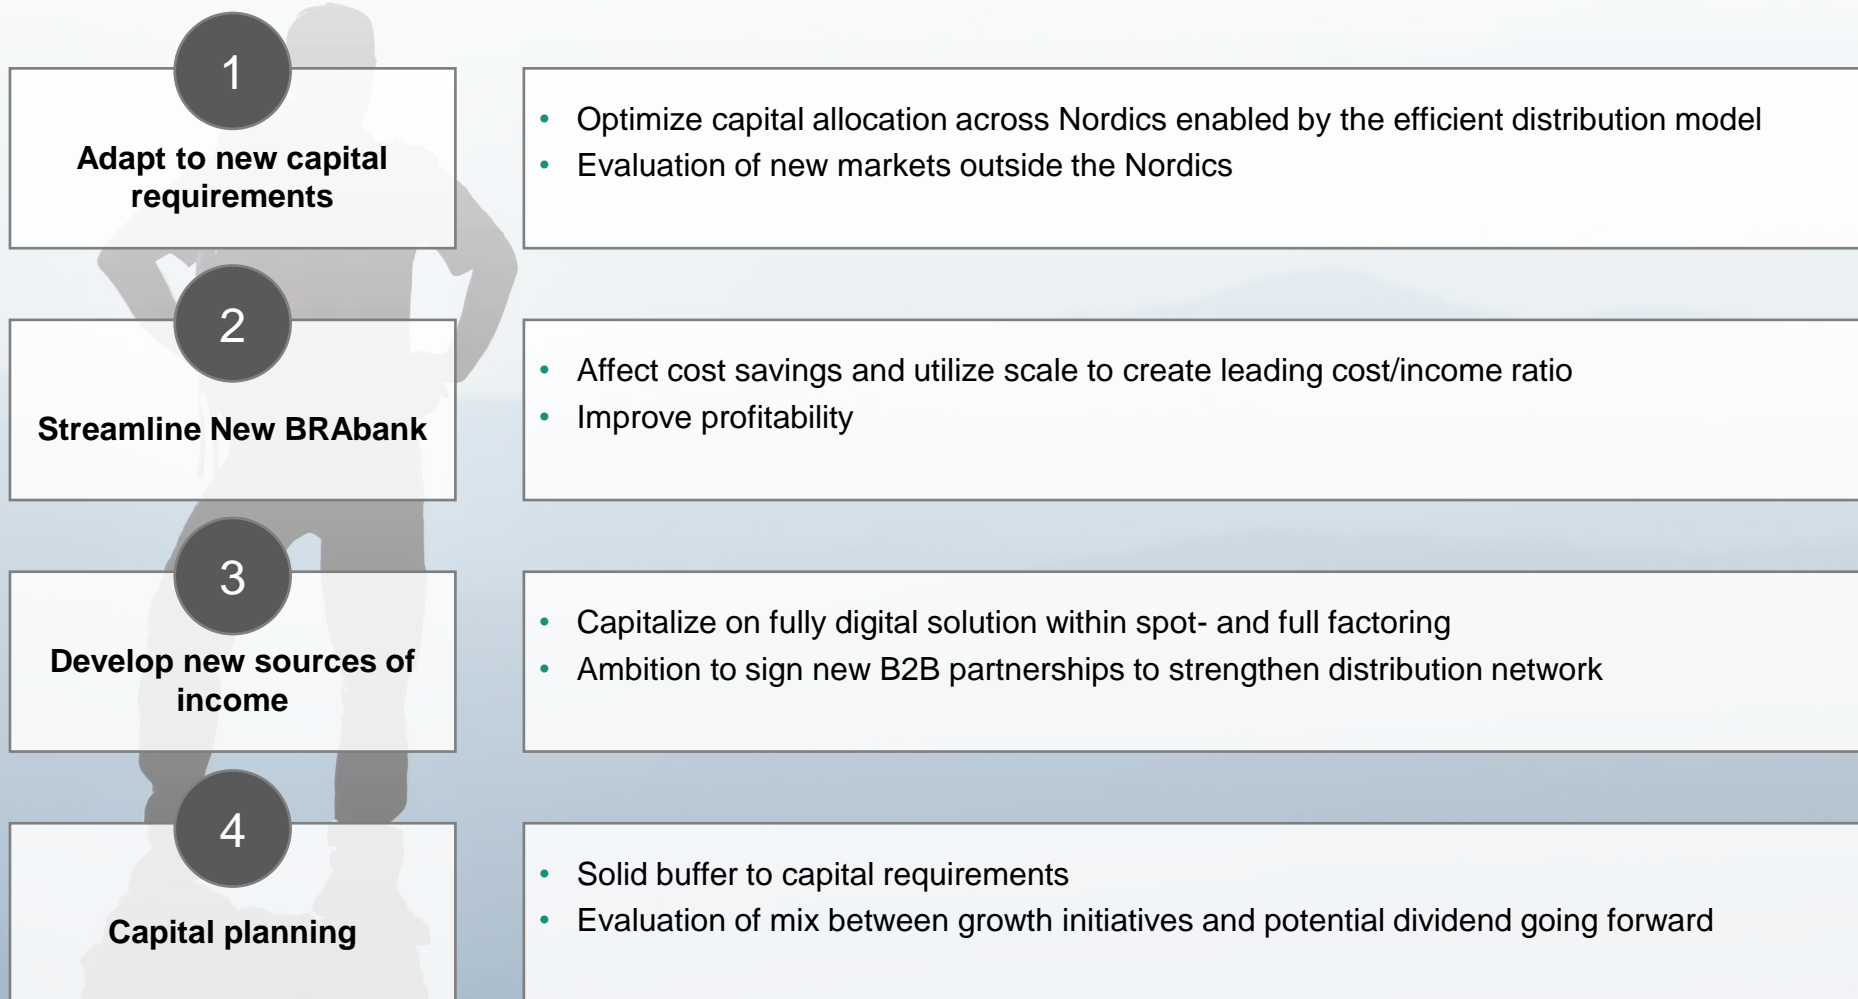 1
Adapt to new capital
requirements
• Optimize capital allocation across Nordics enabled by the efficient distribution model
• Evaluation of new markets outside the Nordics
2
Streamline New BRAbank
• Affect cost savings and utilize scale to create leading cost/income ratio
• Improve profitability
3
Develop new sources of
income
• Capitalize on fully digital solution within spot- and full factoring
• Ambition to sign new B2B partnerships to strengthen distribution network
4
Capital planning
• Solid buffer to capital requirements
• Evaluation of mix between growth initiatives and potential dividend going forward